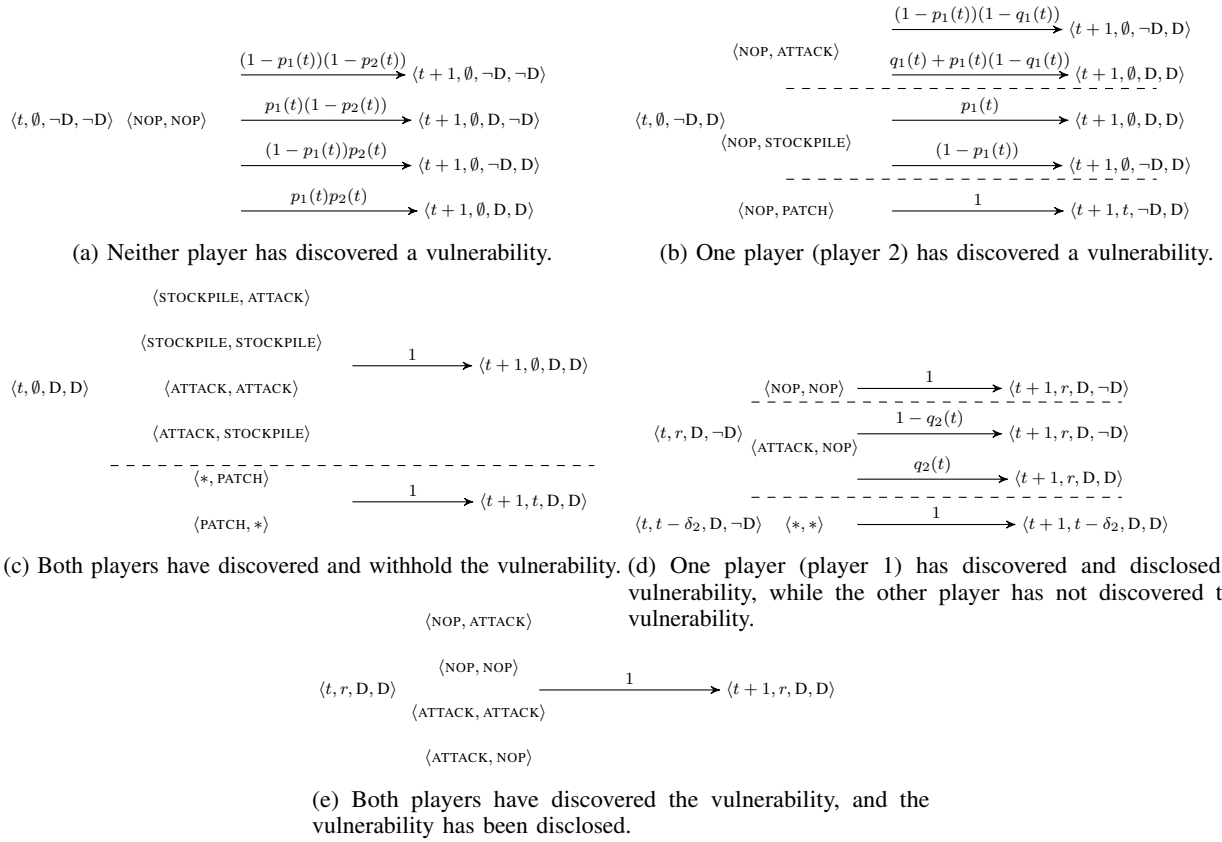 (1 − p₁(t))(1 − p₂(t))
⟨t + 1, ∅, ¬D, ¬D⟩
⟨t, ∅, ¬D, ¬D⟩ ⟨NOP, NOP⟩
p₁(t)(1 − p₂(t))
⟨t + 1, ∅, D, ¬D⟩
(1 − p₁(t))p₂(t)
⟨t + 1, ∅, ¬D, D⟩
p₁(t)p₂(t)
⟨t + 1, ∅, D, D⟩
(a) Neither player has discovered a vulnerability.
(1 − p₁(t))(1 − q₁(t))
⟨t + 1, ∅, ¬D, D⟩
⟨NOP, ATTACK⟩
q₁(t) + p₁(t)(1 − q₁(t))
⟨t + 1, ∅, D, D⟩
⟨t, ∅, ¬D, D⟩
p₁(t)
⟨t + 1, ∅, D, D⟩
⟨NOP, STOCKPILE⟩
(1 − p₁(t))
⟨t + 1, ∅, ¬D, D⟩
⟨NOP, PATCH⟩
1
⟨t + 1, t, ¬D, D⟩
(b) One player (player 2) has discovered a vulnerability.
⟨STOCKPILE, ATTACK⟩
⟨STOCKPILE, STOCKPILE⟩
1
⟨t + 1, ∅, D, D⟩
⟨t, ∅, D, D⟩
⟨ATTACK, ATTACK⟩
⟨ATTACK, STOCKPILE⟩
⟨∗, PATCH⟩
1
⟨t + 1, t, D, D⟩
⟨PATCH, ∗⟩
(c) Both players have discovered and withhold the vulnerability.
⟨NOP, NOP⟩
1
⟨t + 1, r, D, ¬D⟩
⟨t, r, D, ¬D⟩
1 − q₂(t)
⟨t + 1, r, D, ¬D⟩
⟨ATTACK, NOP⟩
q₂(t)
⟨t + 1, r, D, D⟩
⟨t, t − δ₂, D, ¬D⟩ ⟨∗, ∗⟩
1
⟨t + 1, t − δ₂, D, D⟩
(d) One player (player 1) has discovered and disclosed
vulnerability, while the other player has not discovered t
vulnerability.
⟨NOP, ATTACK⟩
⟨NOP, NOP⟩
⟨t, r, D, D⟩
1
⟨t + 1, r, D, D⟩
⟨ATTACK, ATTACK⟩
⟨ATTACK, NOP⟩
(e) Both players have discovered the vulnerability, and the
vulnerability has been disclosed.